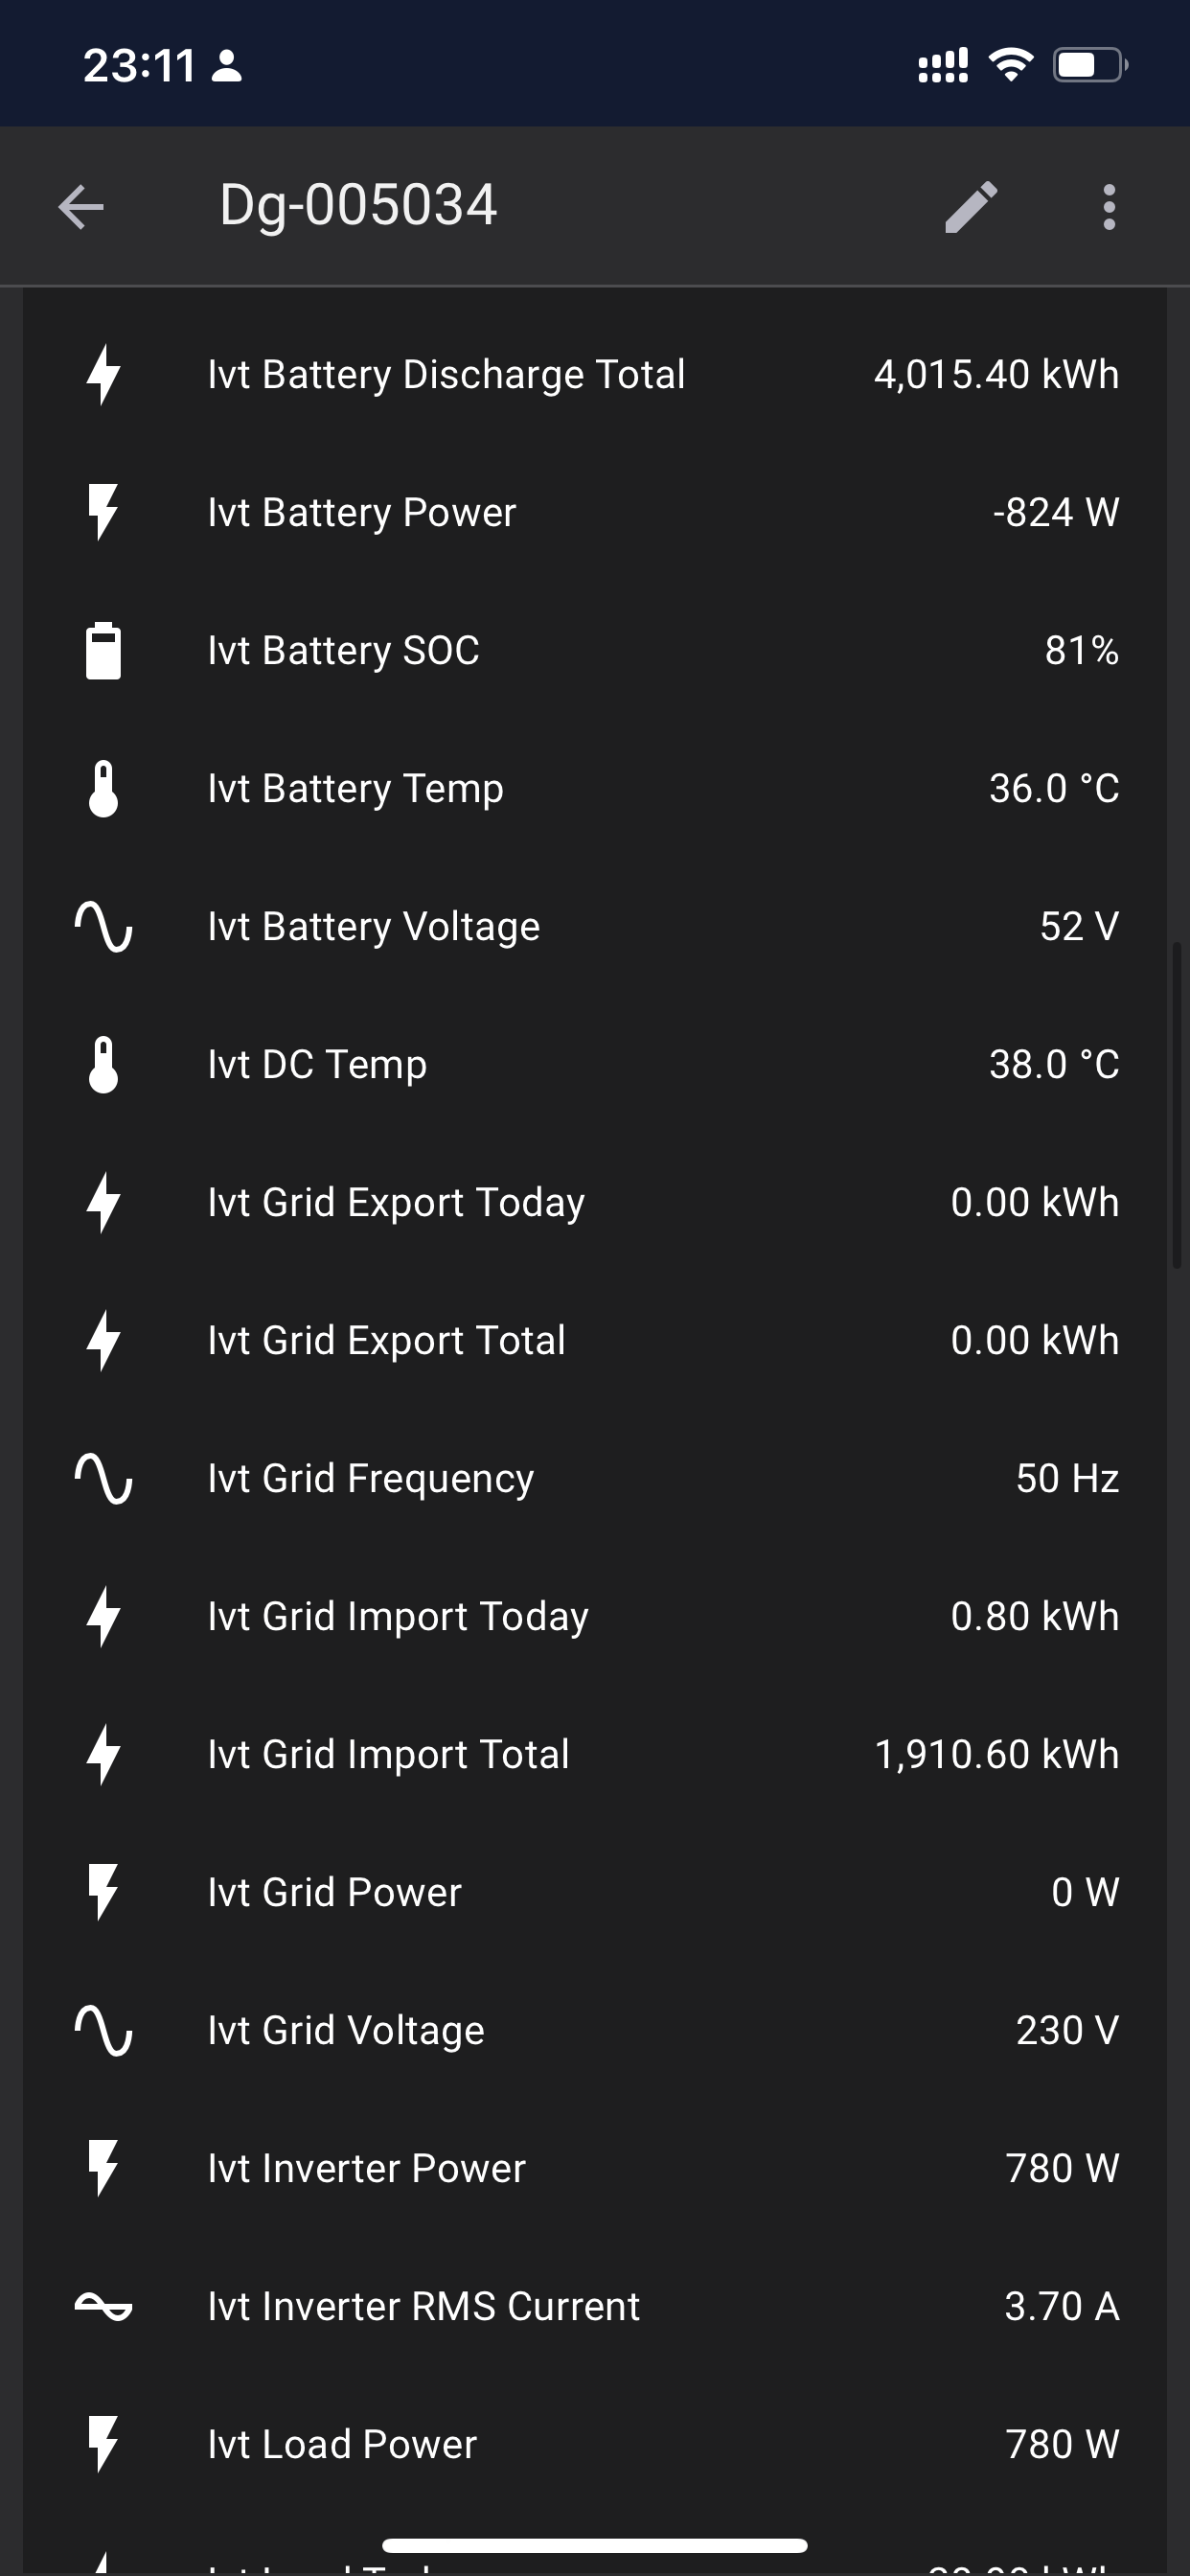 23:11
Dg-005034
Ivt Battery Discharge Total 4,015.40 kWh
Ivt Battery Power -824 W
Ivt Battery SOC 81%
Ivt Battery Temp 36.0 °C
Ivt Battery Voltage 52 V
Ivt DC Temp 38.0 °C
Ivt Grid Export Today 0.00 kWh
Ivt Grid Export Total 0.00 kWh
Ivt Grid Frequency 50 Hz
Ivt Grid Import Today 0.80 kWh
Ivt Grid Import Total 1,910.60 kWh
Ivt Grid Power 0 W
Ivt Grid Voltage 230 V
Ivt Inverter Power 780 W
Ivt Inverter RMS Current 3.70 A
Ivt Load Power 780 W